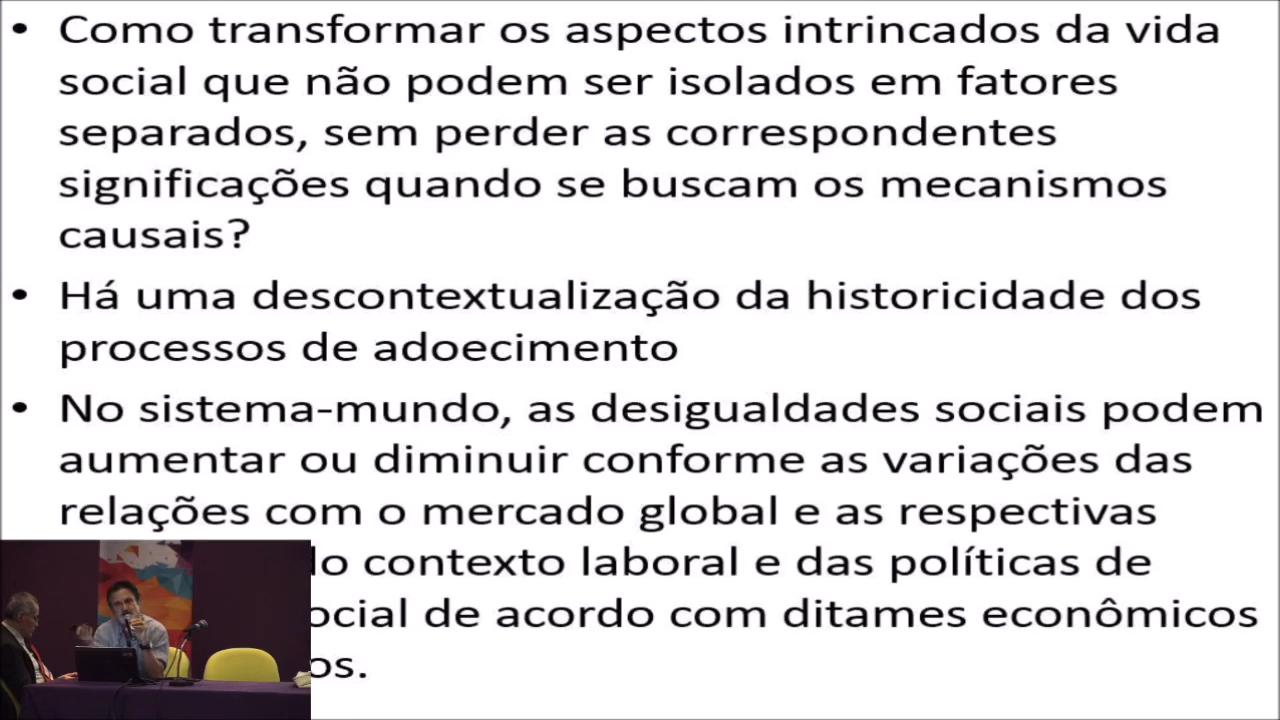 • Como transformar os aspectos intrincados da vida
social que não podem ser isolados em fatores
separados, sem perder as correspondentes
significações quando se buscam os mecanismos
causais?
• Há uma descontextualização da historicidade dos
processos de adoecimento
• No sistema-mundo, as desigualdades sociais podem
aumentar ou diminuir conforme as variações das
relações com o mercado global e as respectivas
contexto laboral e das políticas de
de acordo com ditames econômicos